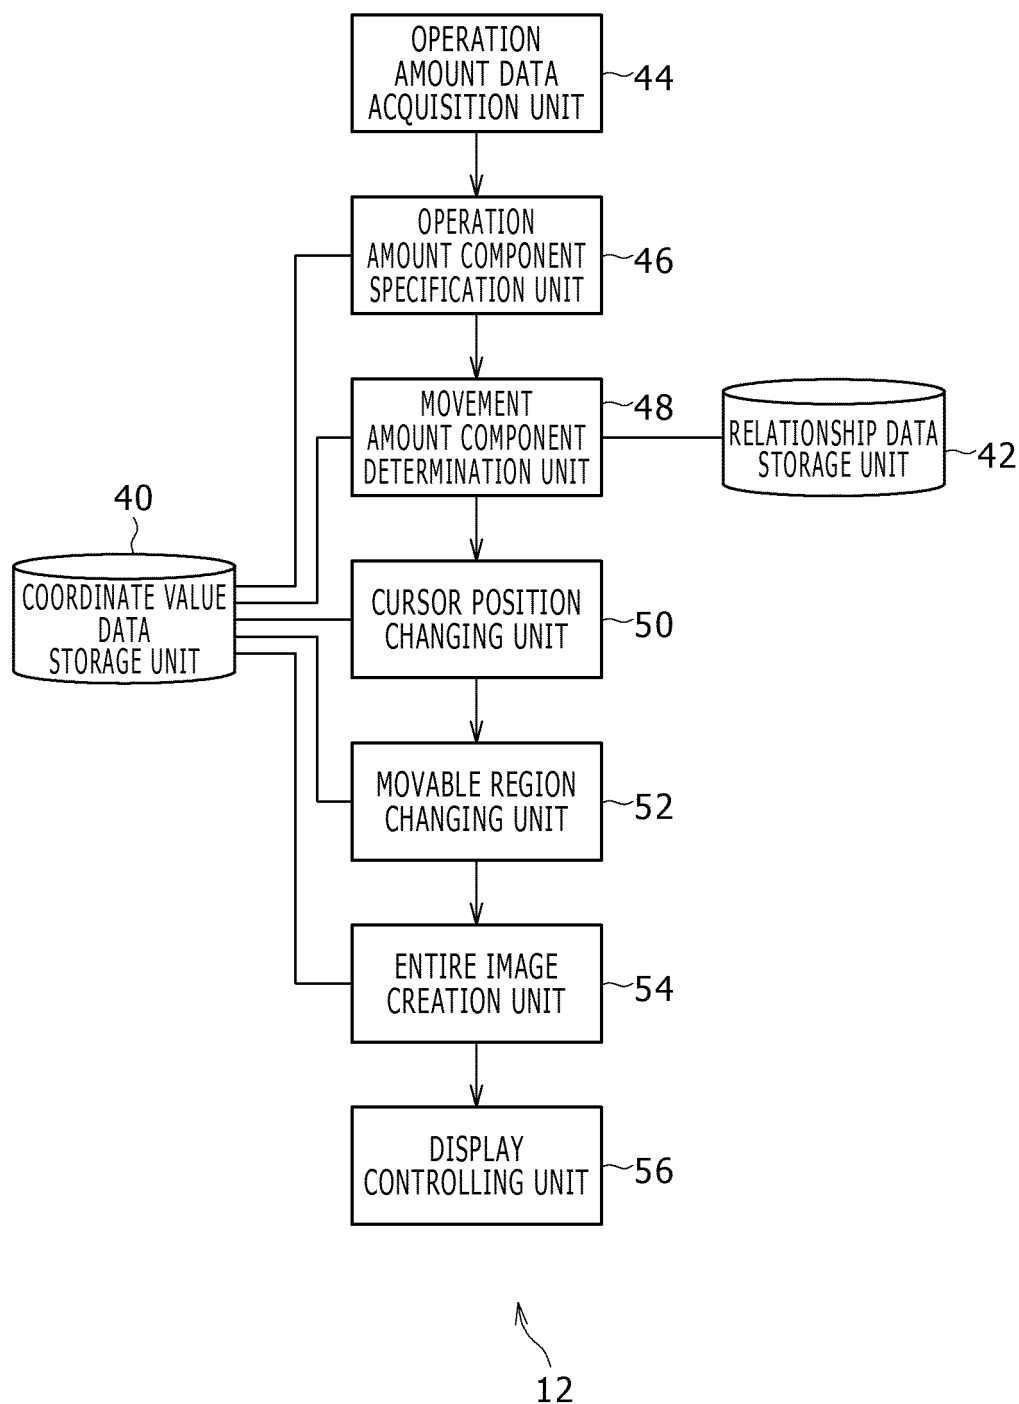 OPERATION
AMOUNT DATA
ACQUISITION UNIT
44
OPERATION
AMOUNT COMPONENT
SPECIFICATION UNIT
46
MOVEMENT
AMOUNT COMPONENT
DETERMINATION UNIT
48
RELATIONSHIP DATA
STORAGE UNIT
42
40
COORDINATE VALUE
DATA
STORAGE UNIT
CURSOR POSITION
CHANGING UNIT
50
MOVABLE REGION
CHANGING UNIT
52
ENTIRE IMAGE
CREATION UNIT
54
DISPLAY
CONTROLLING UNIT
56
12